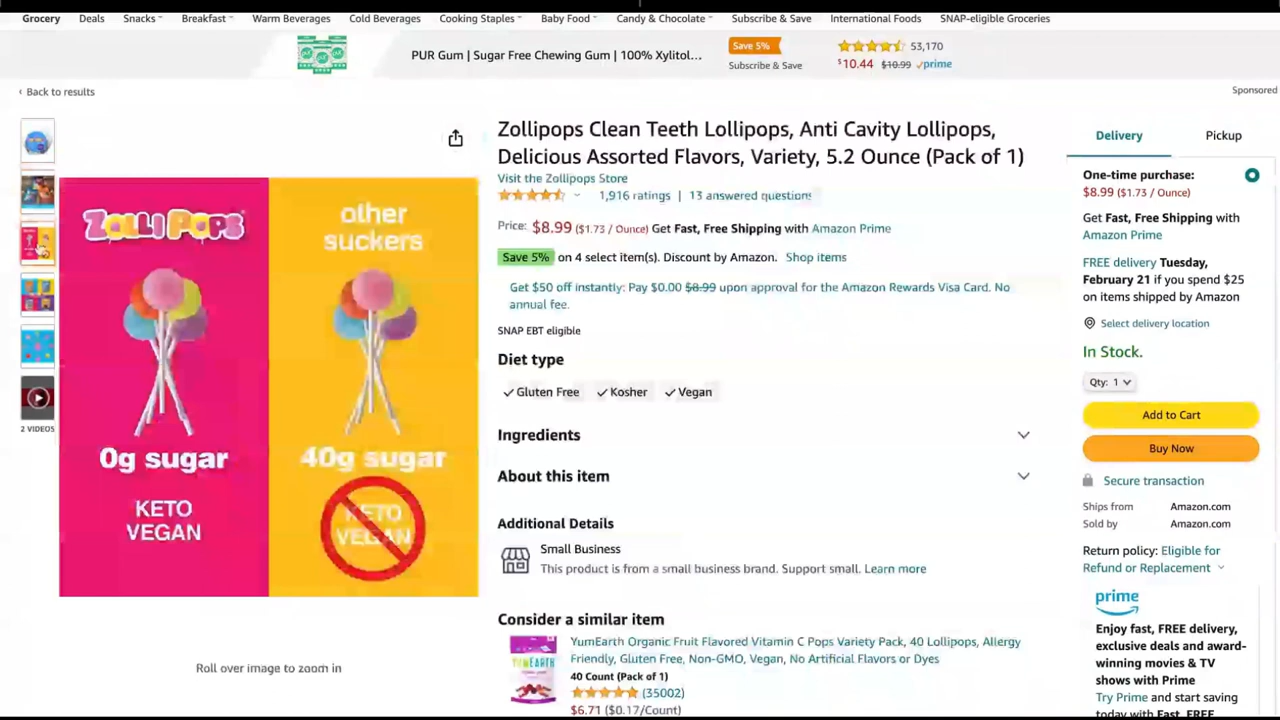 Grocery Deals Snacks Breakfast Warm Beverages Cold Beverages Cooking Staples Baby Food Candy & Chocolate Subscribe & Save International Foods SNAP-eligible Groceries
PUR Gum | Sugar Free Chewing Gum | 100% Xylitol...
Save 5%
Subscribe & Save
53,170
$10.44 $10.99 prime
‹ Back to results
Sponsored
2 VIDEOS
ZOLLIPOPS
0g sugar
KETO
VEGAN
other
suckers
40g sugar
KETO
VEGAN
Roll over image to zoom in
Zollipops Clean Teeth Lollipops, Anti Cavity Lollipops,
Delicious Assorted Flavors, Variety, 5.2 Ounce (Pack of 1)
Visit the Zollipops Store
1,916 ratings | 13 answered questions
Price: $8.99 ($1.73 / Ounce) Get Fast, Free Shipping with Amazon Prime
Save 5% on 4 select item(s). Discount by Amazon. Shop items
Get $50 off instantly: Pay $0.00 $8.99 upon approval for the Amazon Rewards Visa Card. No
annual fee.
SNAP EBT eligible
Diet type
Gluten Free Kosher Vegan
Ingredients
About this item
Additional Details
Small Business
This product is from a small business brand. Support small. Learn more
Consider a similar item
YumEarth Organic Fruit Flavored Vitamin C Pops Variety Pack, 40 Lollipops, Allergy
Friendly, Gluten Free, Non-GMO, Vegan, No Artificial Flavors or Dyes
40 Count (Pack of 1)
(35002)
$6.71 ($0.17/Count)
YUMEARTH
Delivery Pickup
One-time purchase:
$8.99 ($1.73 / Ounce)
Get Fast, Free Shipping with
Amazon Prime
FREE delivery Tuesday,
February 21 if you spend $25
on items shipped by Amazon
Select delivery location
In Stock.
Qty: 1
Add to Cart
Buy Now
Secure transaction
Ships from Amazon.com
Sold by Amazon.com
Return policy: Eligible for
Refund or Replacement
prime
Enjoy fast, FREE delivery,
exclusive deals and award-
winning movies & TV
shows with Prime
Try Prime and start saving
today with Fast, FREE